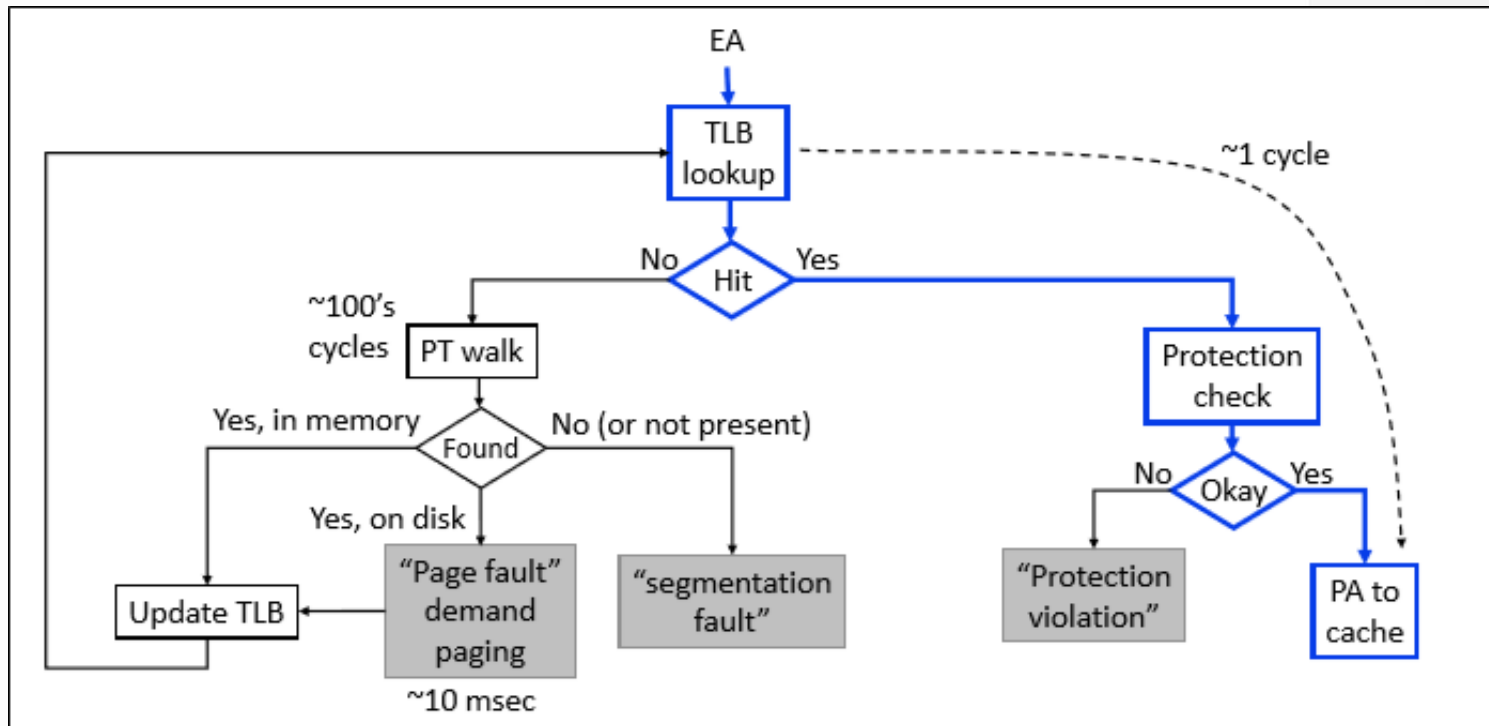 EA
TLB
lookup
~1 cycle
No
Hit
Yes
~100's
cycles
PT walk
Protection
check
Yes, in memory
Found
No (or not present)
No
Okay
Yes
Yes, on disk
“Page fault”
demand
paging
“segmentation
fault”
“Protection
violation”
PA to
cache
Update TLB
~10 msec